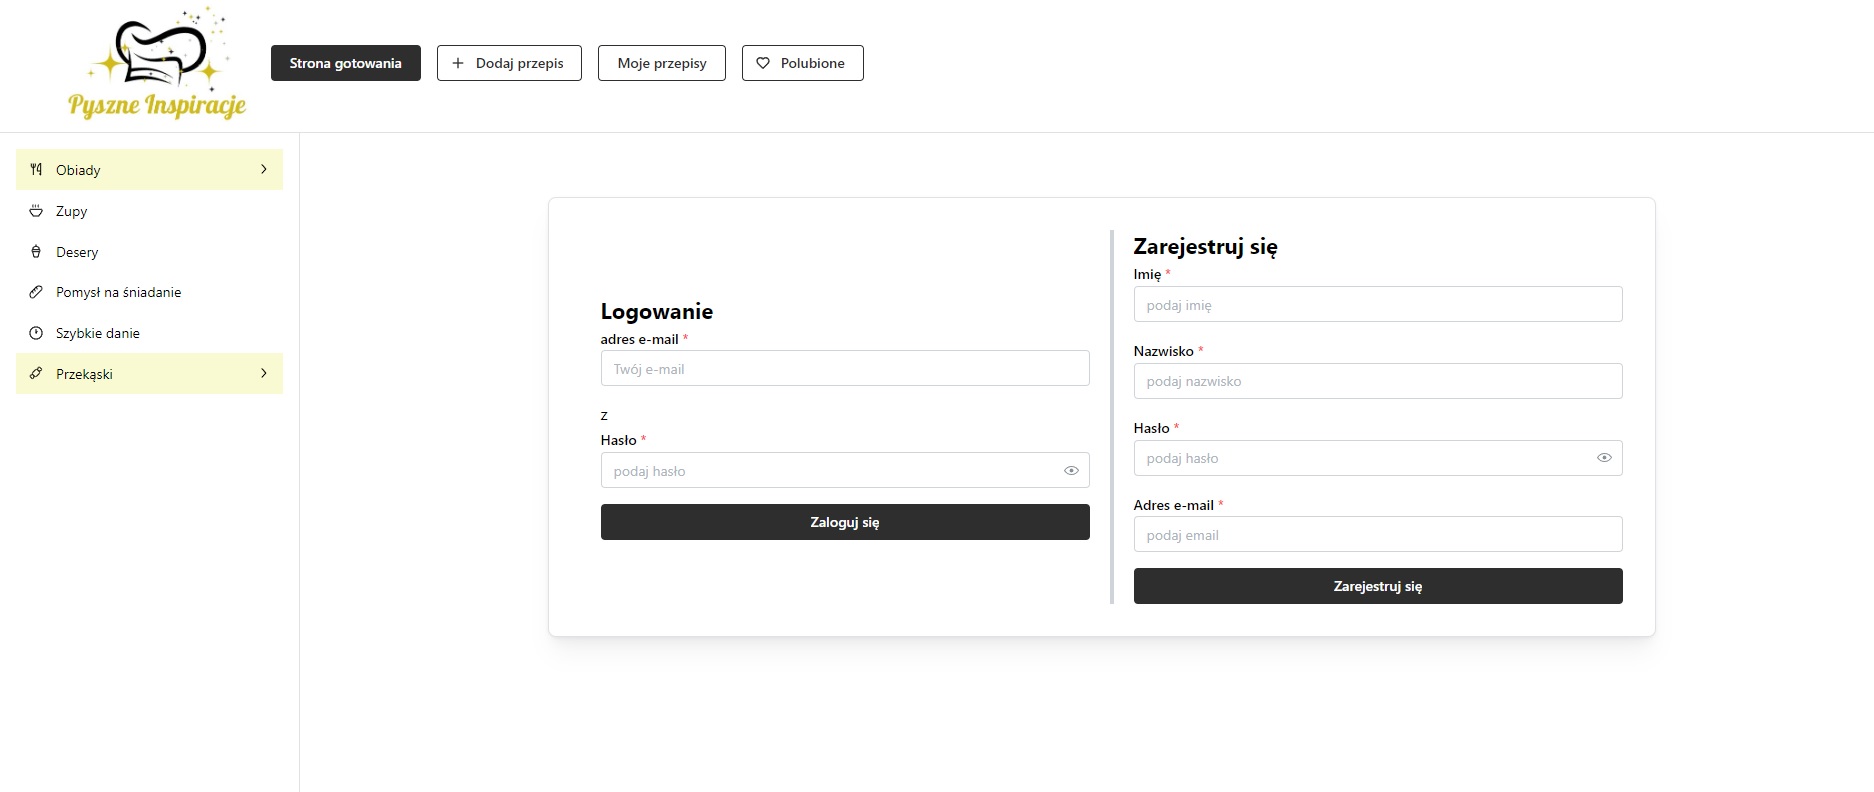 Pyszne Inspiracje
Strona gotowania
Dodaj przepis
Moje przepisy
Polubione
Obiady
Zupy
Desery
Pomysł na śniadanie
Szybkie danie
Przekąski
Logowanie
adres e-mail *
Twój e-mail
z
Hasło *
podaj hasło
Zaloguj się
Zarejestruj się
Imię *
podaj imię
Nazwisko *
podaj nazwisko
Hasło *
podaj hasło
Adres e-mail *
podaj email
Zarejestruj się